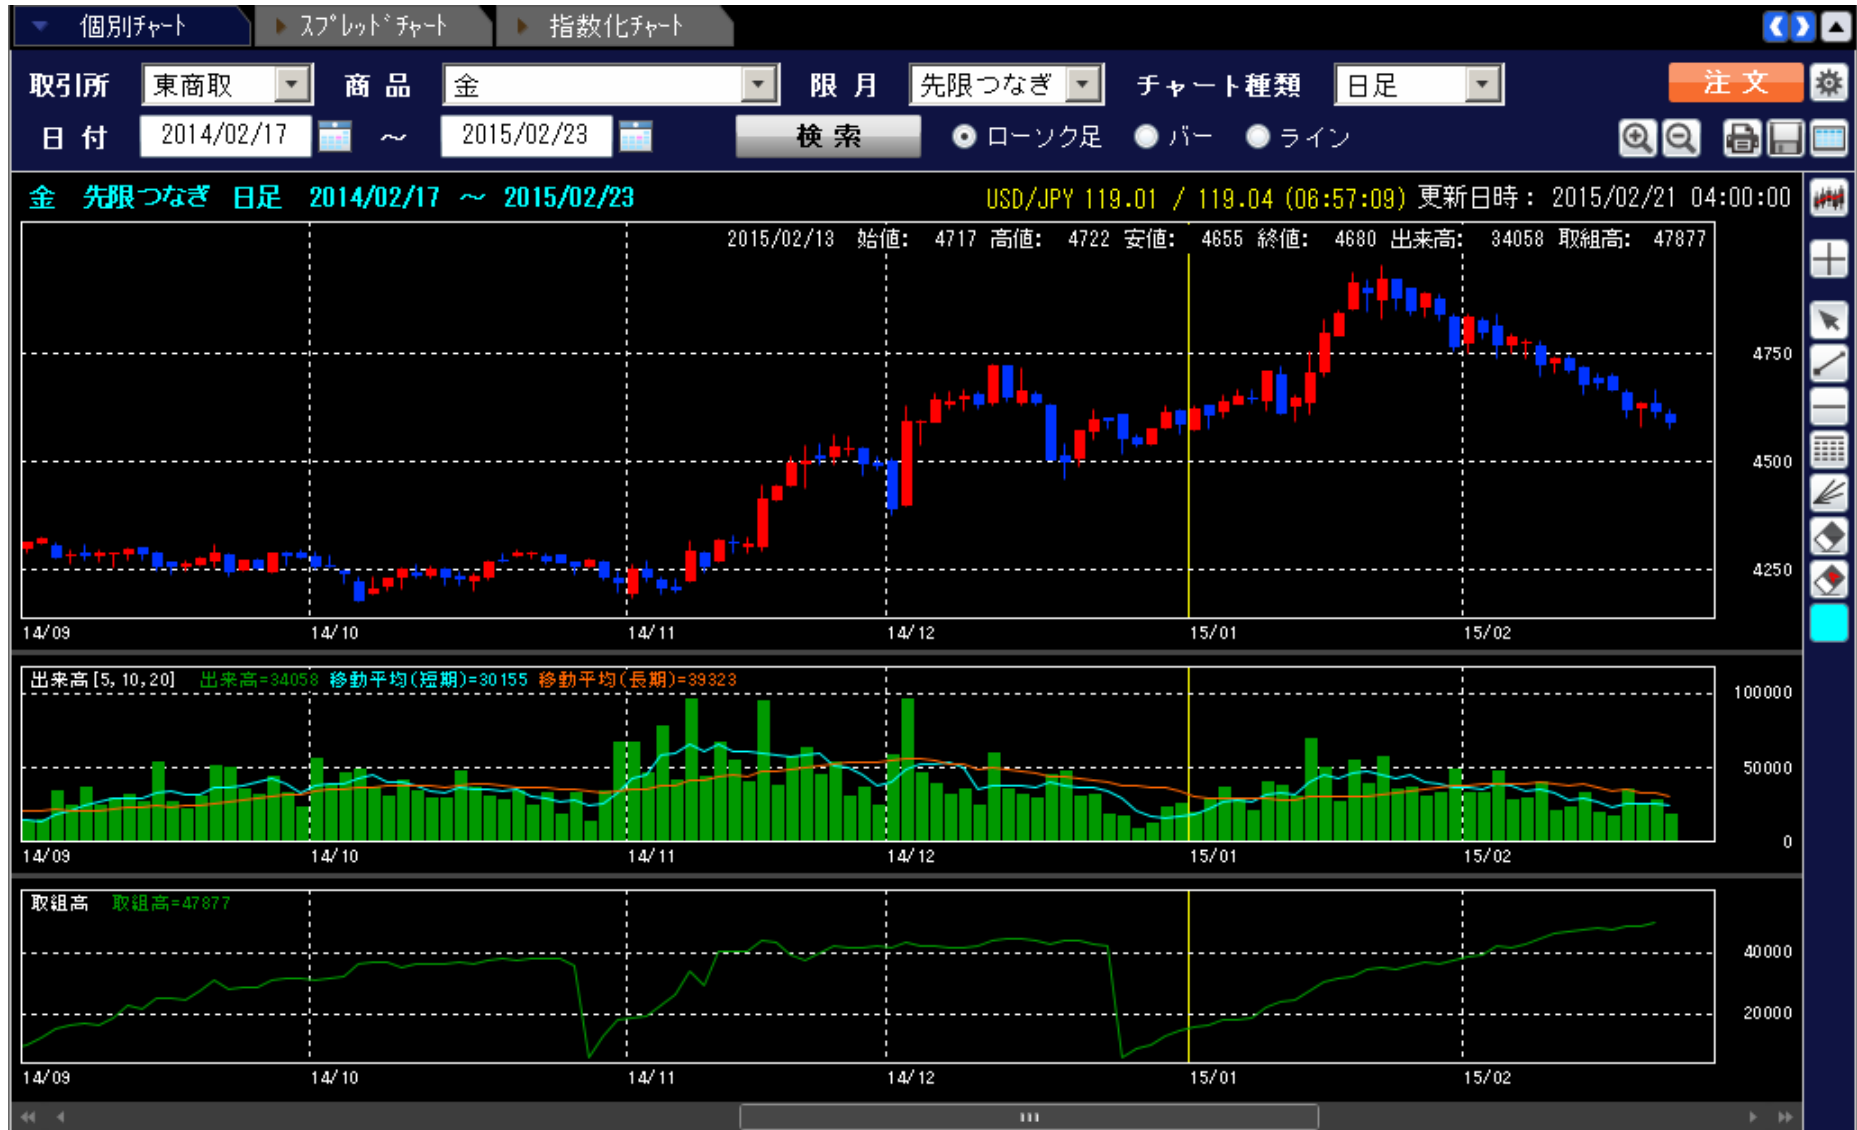 個別チャート スプレッドチャート 指数化チャート
取引所 東商取 商品 金 限月 先限つなぎ チャート種類 日足 注文
日付 2014/02/17 ～ 2015/02/23 検索 ローソク足 バー ライン
金 先限つなぎ 日足 2014/02/17 ～ 2015/02/23 USD/JPY 119.01 / 119.04 (06:57:09) 更新日時： 2015/02/21 04:00:00
2015/02/13 始値: 4717 高値: 4722 安値: 4655 終値: 4680 出来高: 34058 取組高: 47877
4750
4500
4250
14/09 14/10 14/11 14/12 15/01 15/02
出来高[5,10,20] 出来高=34058 移動平均(短期)=30155 移動平均(長期)=39323
100000
50000
0
14/09 14/10 14/11 14/12 15/01 15/02
取組高 取組高=47877
40000
20000
14/09 14/10 14/11 14/12 15/01 15/02